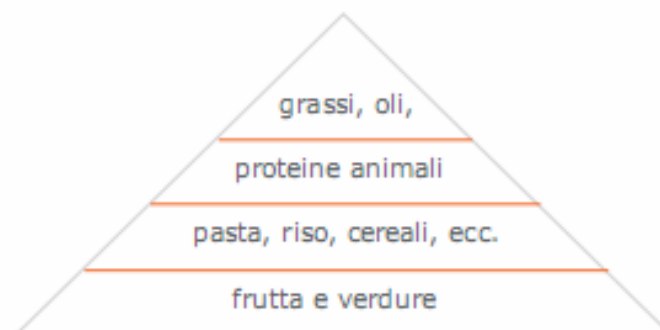 grassi, oli,
proteine animali
pasta, riso, cereali, ecc.
frutta e verdure